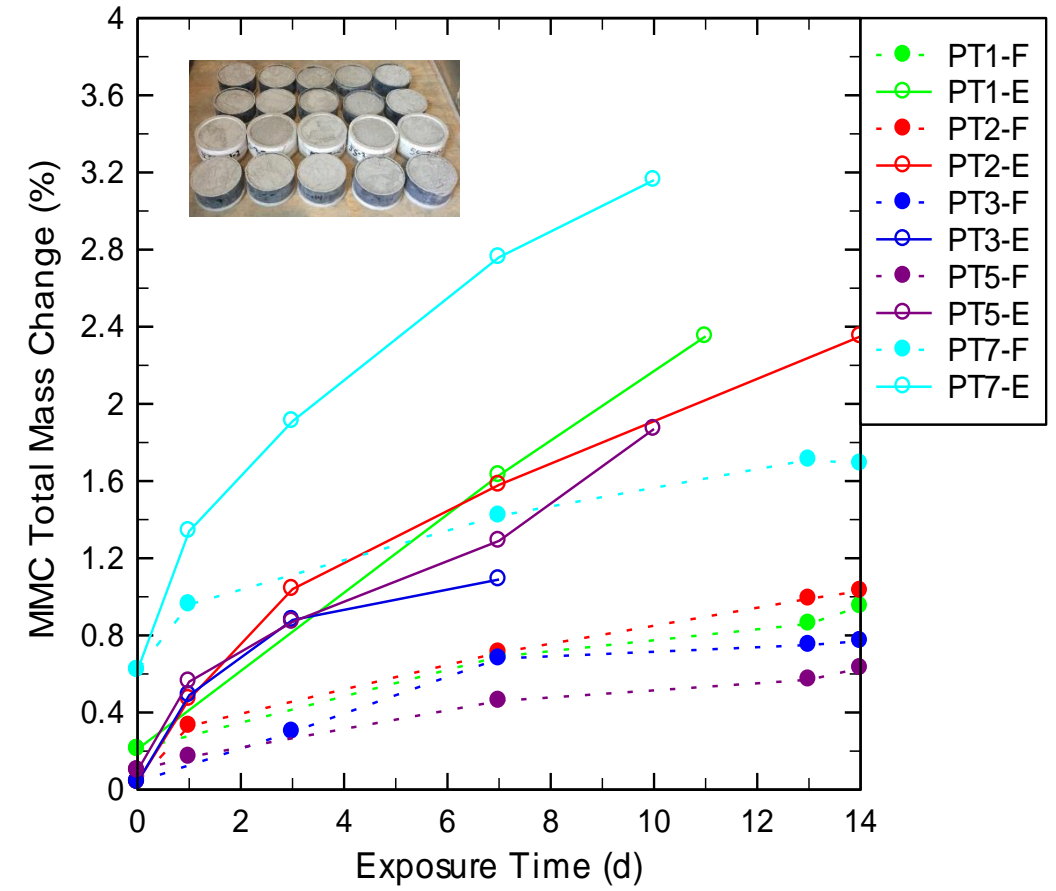 4
3.6
3.2
2.8
2.4
2
1.6
1.2
0.8
0.4
0
MMC Total Mass Change (%)
0 2 4 6 8 10 12 14
Exposure Time (d)
PT1-F
PT1-E
PT2-F
PT2-E
PT3-F
PT3-E
PT5-F
PT5-E
PT7-F
PT7-E